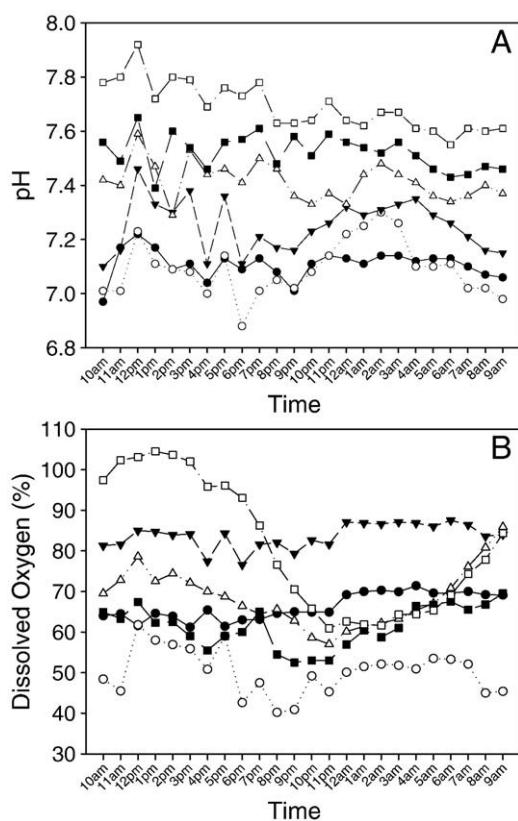 A
8.0
7.8
7.6
7.4
7.2
7.0
6.8
pH
10am
11am
12pm
1pm
2pm
3pm
4pm
5pm
6pm
7pm
8pm
9pm
10pm
11pm
12am
1am
2am
3am
4am
5am
6am
7am
8am
9am
Time
B
110
100
90
80
70
60
50
40
30
Dissolved Oxygen (%)
10am
11am
12pm
1pm
2pm
3pm
4pm
5pm
6pm
7pm
8pm
9pm
10pm
11pm
12am
1am
2am
3am
4am
5am
6am
7am
8am
9am
Time